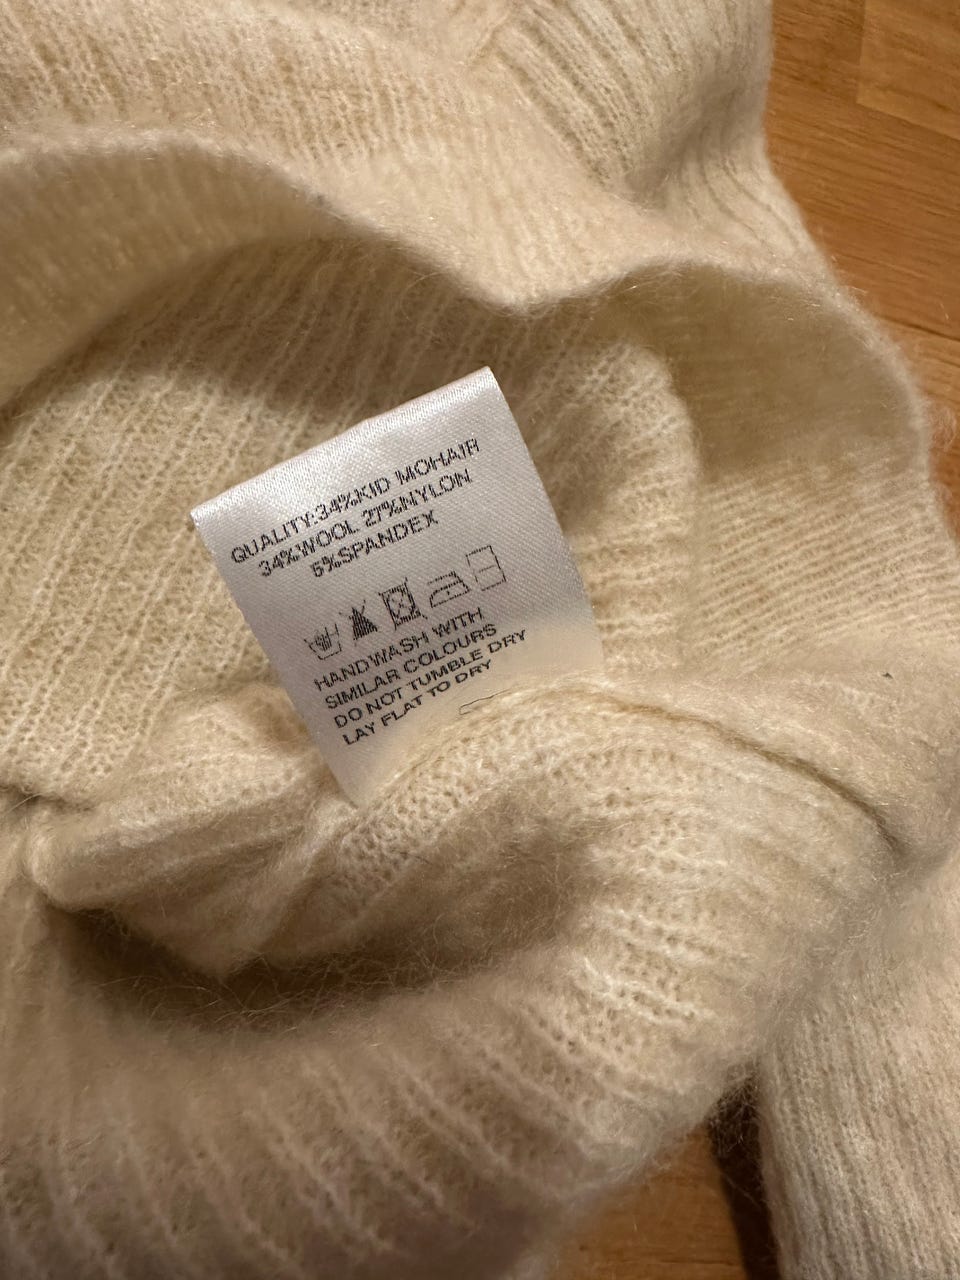 QUALITY:34%KID MOHAIR
34%WOOL 27%NYLON
5%SPANDEX
HANDWASH WITH
SIMILAR COLOURS
DO NOT TUMBLE DRY
LAY FLAT TO DRY